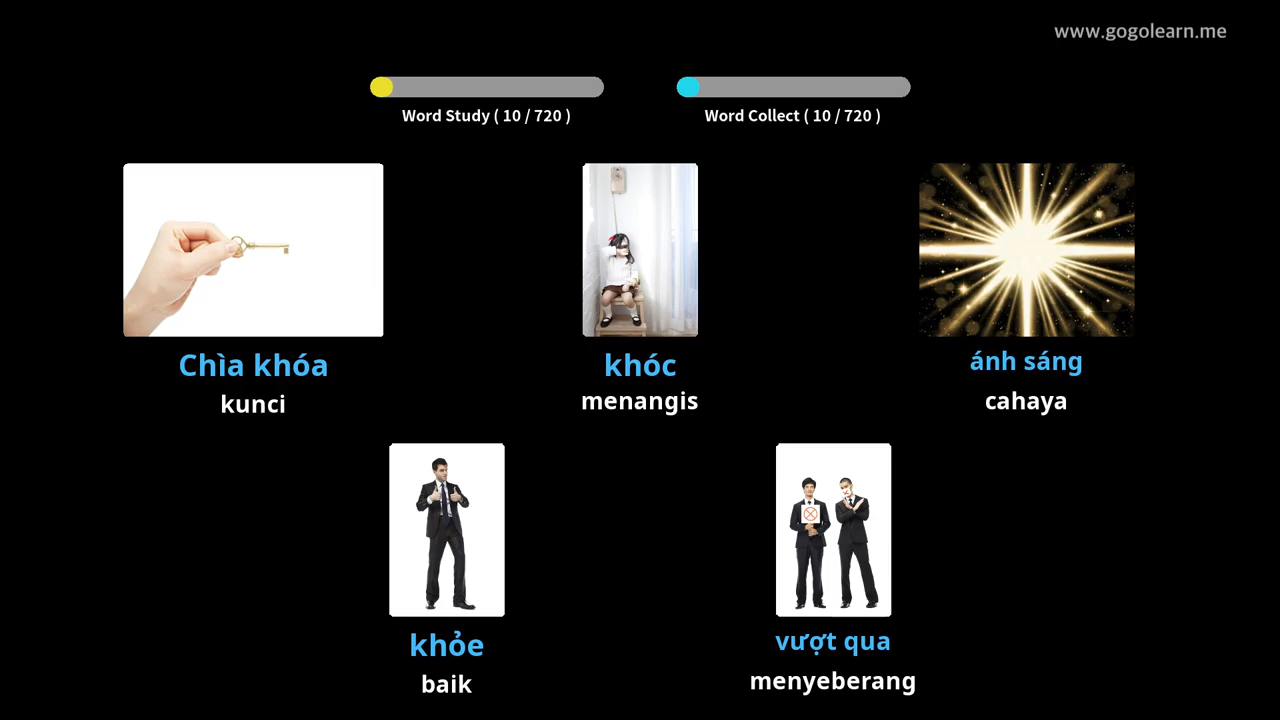 www.gogolearn.me
Word Study ( 10 / 720 )
Word Collect ( 10 / 720 )
Chìa khóa
kunci
khóc
menangis
ánh sáng
cahaya
khỏe
baik
vượt qua
menyeberang